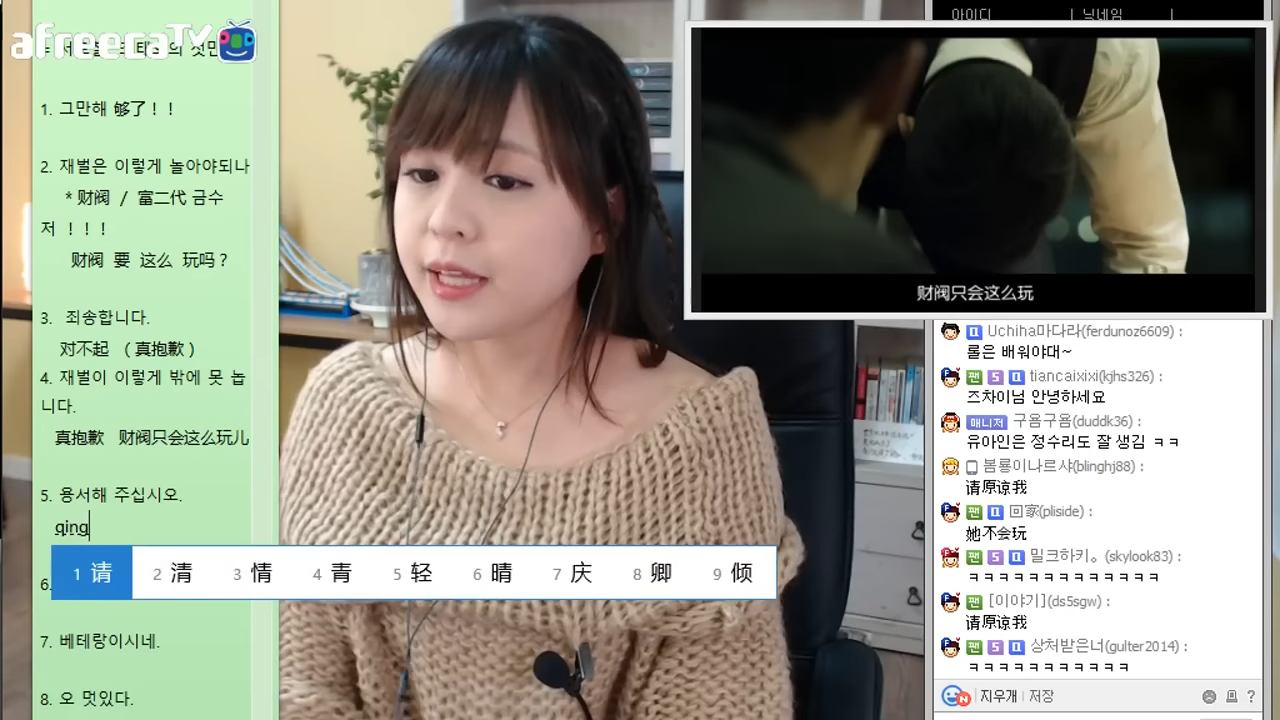 afreecaTV
1. 그만해 够了！！
2. 재벌은 이렇게 놀아야되나
* 财阀 / 富二代 금수
저 ！！！
财阀 要 这么 玩吗？
3. 죄송합니다.
对不起 （真抱歉）
4. 재벌이 이렇게 밖에 못 놉
니다.
真抱歉 财阀只会这么玩儿
5. 용서해 주십시오.
qing
1 请 2 清 3 情 4 青 5 轻 6 晴 7 庆 8 卿 9 倾
6.
7. 베테랑이시네.
8. 오 멋있다.
아이디 | 닉네임 |
财阀只会这么玩
Uchiha마다라(ferdunoz6609) :
롤은 배워야대~
팬 S tiancaixixi(kjhs326) :
즈차이님 안녕하세요
매니저 구욤구욤(duddk36) :
유아인은 정수리도 잘 생김 ㅋㅋ
봄룡이나르샤(blinghj88) :
请原谅我
팬 回家(pliside) :
她不会玩
팬 S 밀크하키。(skylook83) :
ㅋㅋㅋㅋㅋㅋㅋㅋㅋㅋㅋㅋㅋ
팬 [이야기](ds5sgw) :
请原谅我
팬 S 상처받은너(gulter2014) :
ㅋㅋㅋㅋㅋㅋㅋㅋㅋㅋㅋ
N 지우개 | 저장 ?